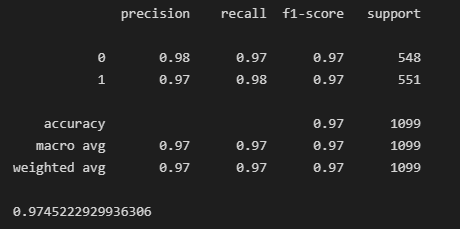 precision recall f1-score support
0 0.98 0.97 0.97 548
1 0.97 0.98 0.97 551
accuracy 0.97 1099
macro avg 0.97 0.97 0.97 1099
weighted avg 0.97 0.97 0.97 1099
0.9745222929936306